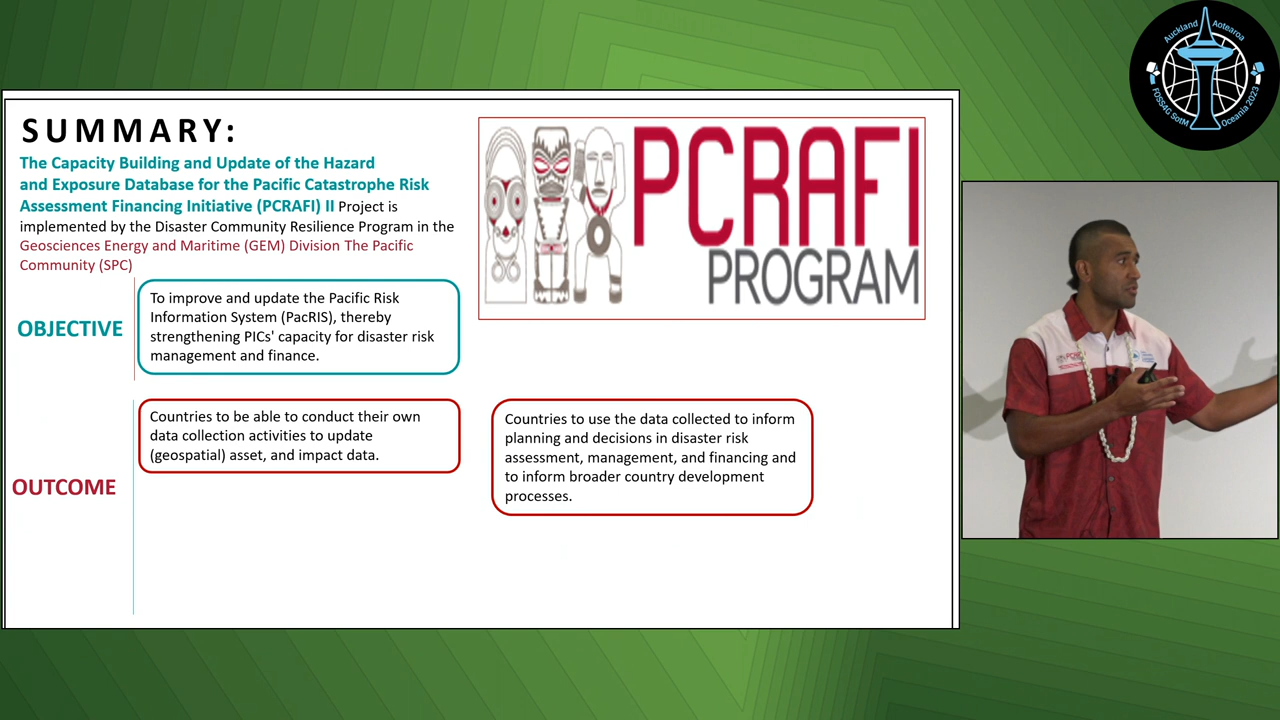 SUMMARY:
The Capacity Building and Update of the Hazard
and Exposure Database for the Pacific Catastrophe Risk
Assessment Financing Initiative (PCRAFI) II Project is
implemented by the Disaster Community Resilience Program in the
Geosciences Energy and Maritime (GEM) Division The Pacific
Community (SPC)
PCRAFI
PROGRAM
OBJECTIVE
To improve and update the Pacific Risk
Information System (PacRIS), thereby
strengthening PICs' capacity for disaster risk
management and finance.
OUTCOME
Countries to be able to conduct their own
data collection activities to update
(geospatial) asset, and impact data.
Countries to use the data collected to inform
planning and decisions in disaster risk
assessment, management, and financing and
to inform broader country development
processes.
Auckland Aotearoa
FOSS4G SotM Oceania 2023